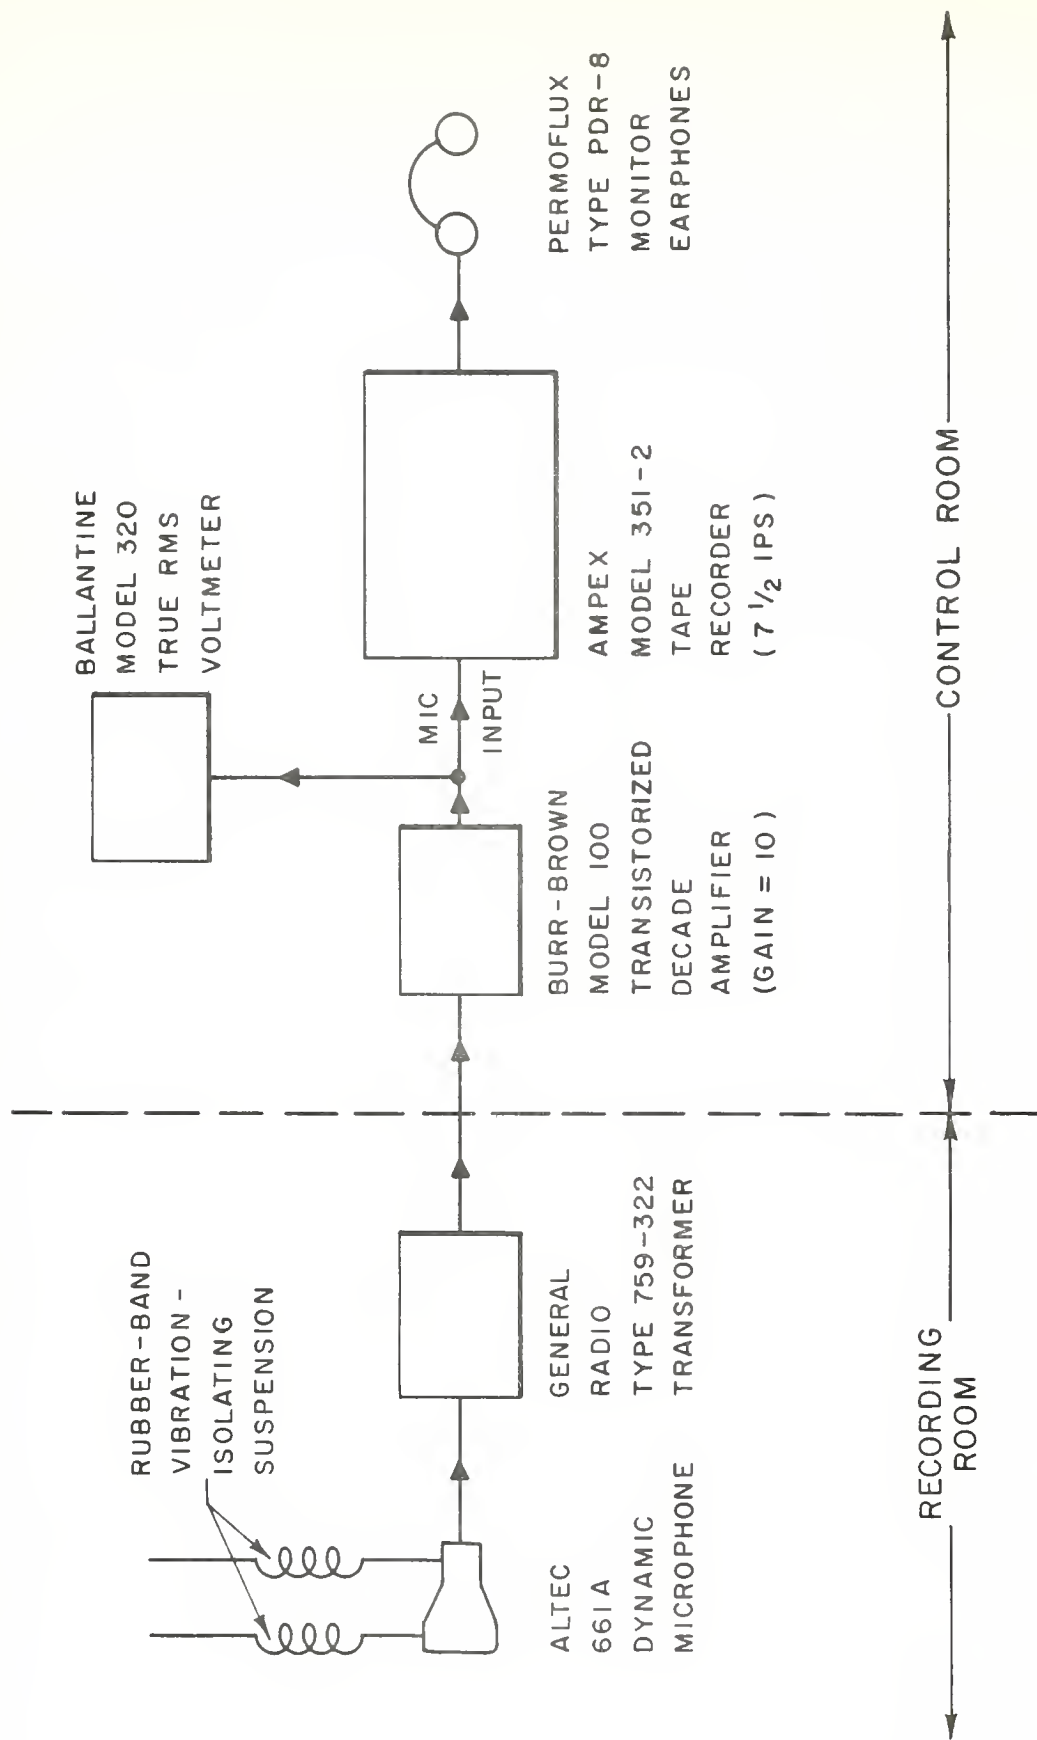 RUBBER-BAND
VIBRATION-
ISOLATING
SUSPENSION
BALLANTINE
MODEL 320
TRUE RMS
VOLTMETER
MIC
INPUT
ALTEC
661A
DYNAMIC
MICROPHONE
GENERAL
RADIO
TYPE 759-322
TRANSFORMER
BURR-BROWN
MODEL 100
TRANSISTORIZED
DECADE
AMPLIFIER
(GAIN = 10)
AMPEX
MODEL 351-2
TAPE
RECORDER
(7 1/2 IPS)
PERMOFLUX
TYPE PDR-8
MONITOR
EARPHONES
RECORDING
ROOM
CONTROL ROOM